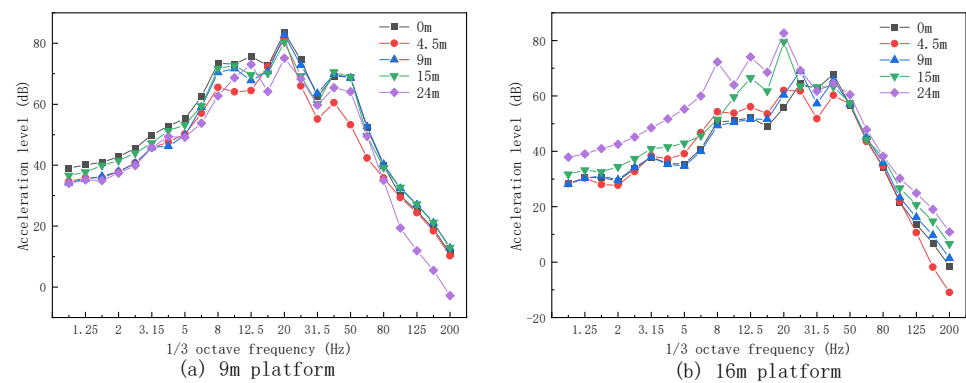 80
60
40
20
0
Acceleration level (dB)
0m
4.5m
9m
15m
24m
1.25 2 3.15 5 8 12.5 20 31.5 50 80 125 200
1/3 octave frequency (Hz)
(a) 9m platform
80
60
40
20
0
-20
Acceleration level (dB)
0m
4.5m
9m
15m
24m
1.25 2 3.15 5 8 12.5 20 31.5 50 80 125 200
1/3 octave frequency (Hz)
(b) 16m platform